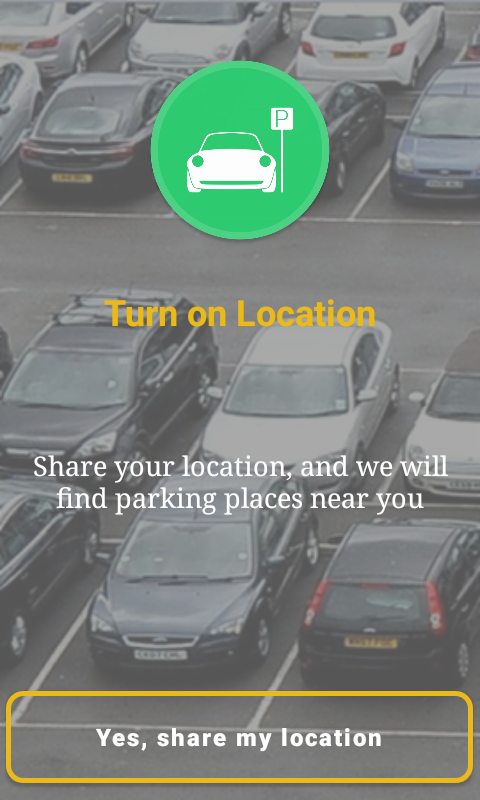 P
Turn on Location
Share your location, and we will
find parking places near you
Yes, share my location